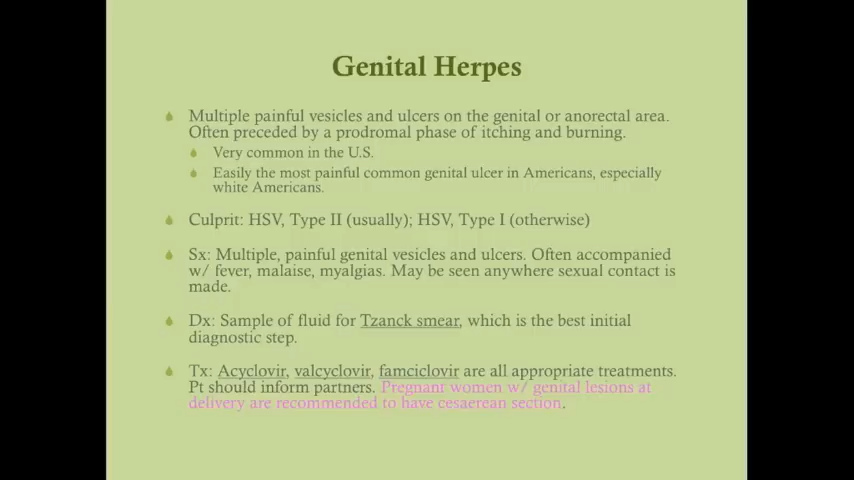 Genital Herpes
Multiple painful vesicles and ulcers on the genital or anorectal area.
Often preceded by a prodromal phase of itching and burning.
Very common in the U.S.
Easily the most painful common genital ulcer in Americans, especially
white Americans.
Culprit: HSV, Type II (usually); HSV, Type I (otherwise)
Sx: Multiple, painful genital vesicles and ulcers. Often accompanied
w/ fever, malaise, myalgias. May be seen anywhere sexual contact is
made.
Dx: Sample of fluid for Tzanck smear, which is the best initial
diagnostic step.
Tx: Acyclovir, valcyclovir, famciclovir are all appropriate treatments.
Pt should inform partners. Pregnant women w/ genital lesions at
delivery are recommended to have cesaerean section.